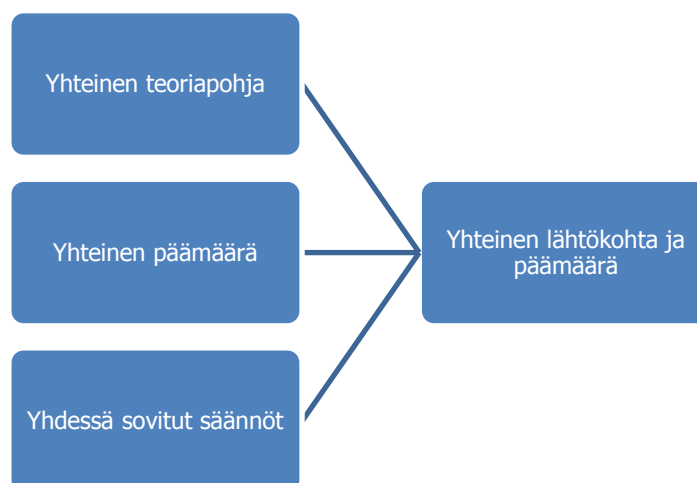 Yhteinen teoriapohja
Yhteinen päämäärä
Yhdessä sovitut säännöt
Yhteinen lähtökohta ja
päämäärä